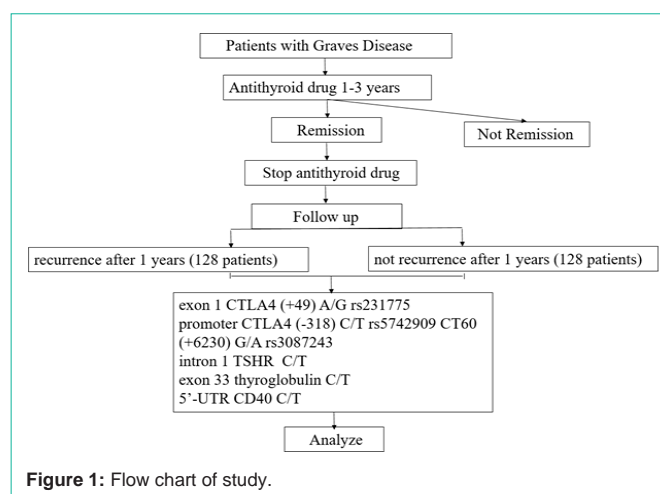 Patients with Graves Disease
Antithyroid drug 1-3 years
Remission
Not Remission
Stop antithyroid drug
Follow up
recurrence after 1 years (128 patients)
not recurrence after 1 years (128 patients)
exon 1 CTLA4 (+49) A/G rs231775
promoter CTLA4 (-318) C/T rs5742909 CT60
(+6230) G/A rs3087243
intron 1 TSHR C/T
exon 33 thyroglobulin C/T
5’-UTR CD40 C/T
Analyze
Figure 1: Flow chart of study.